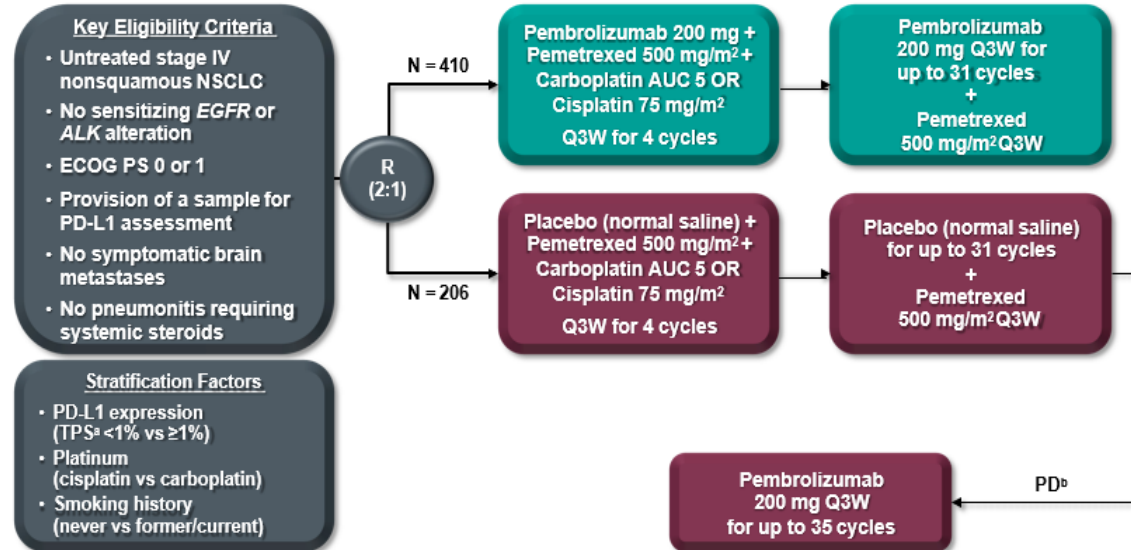 Key Eligibility Criteria
• Untreated stage IV
nonsquamous NSCLC
• No sensitizing EGFR or
ALK alteration
• ECOG PS 0 or 1
• Provision of a sample for
PD-L1 assessment
• No symptomatic brain
metastases
• No pneumonitis requiring
systemic steroids
Stratification Factors
• PD-L1 expression
(TPSᵃ <1% vs ≥1%)
• Platinum
(cisplatin vs carboplatin)
• Smoking history
(never vs former/current)
R
(2:1)
N = 410
Pembrolizumab 200 mg +
Pemetrexed 500 mg/m² +
Carboplatin AUC 5 OR
Cisplatin 75 mg/m²
Q3W for 4 cycles
Pembrolizumab
200 mg Q3W for
up to 31 cycles
+
Pemetrexed
500 mg/m² Q3W
N = 206
Placebo (normal saline) +
Pemetrexed 500 mg/m² +
Carboplatin AUC 5 OR
Cisplatin 75 mg/m²
Q3W for 4 cycles
Placebo (normal saline)
for up to 31 cycles
+
Pemetrexed
500 mg/m² Q3W
PDᵇ
Pembrolizumab
200 mg Q3W
for up to 35 cycles